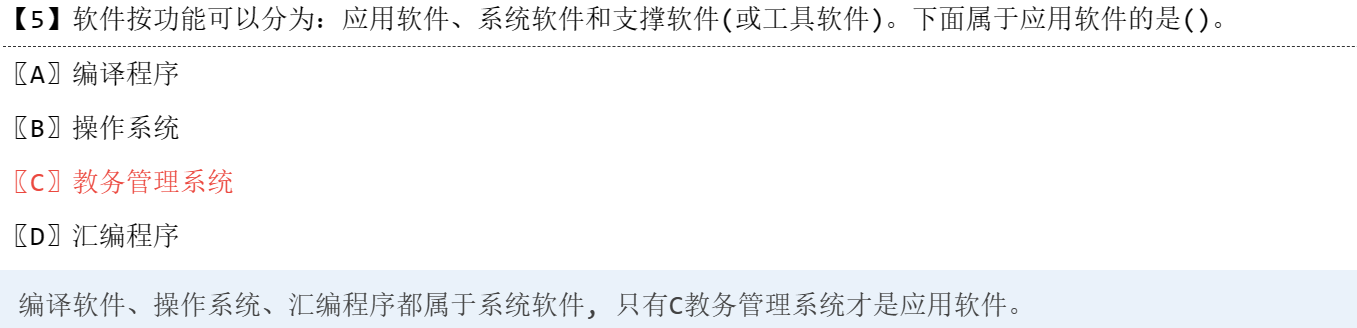 【5】软件按功能可以分为: 应用软件、系统软件和支撑软件(或工具软件)。下面属于应用软件的是()。
〖A〗编译程序
〖B〗操作系统
〖C〗教务管理系统
〖D〗汇编程序
编译软件、操作系统、汇编程序都属于系统软件, 只有C教务管理系统才是应用软件。